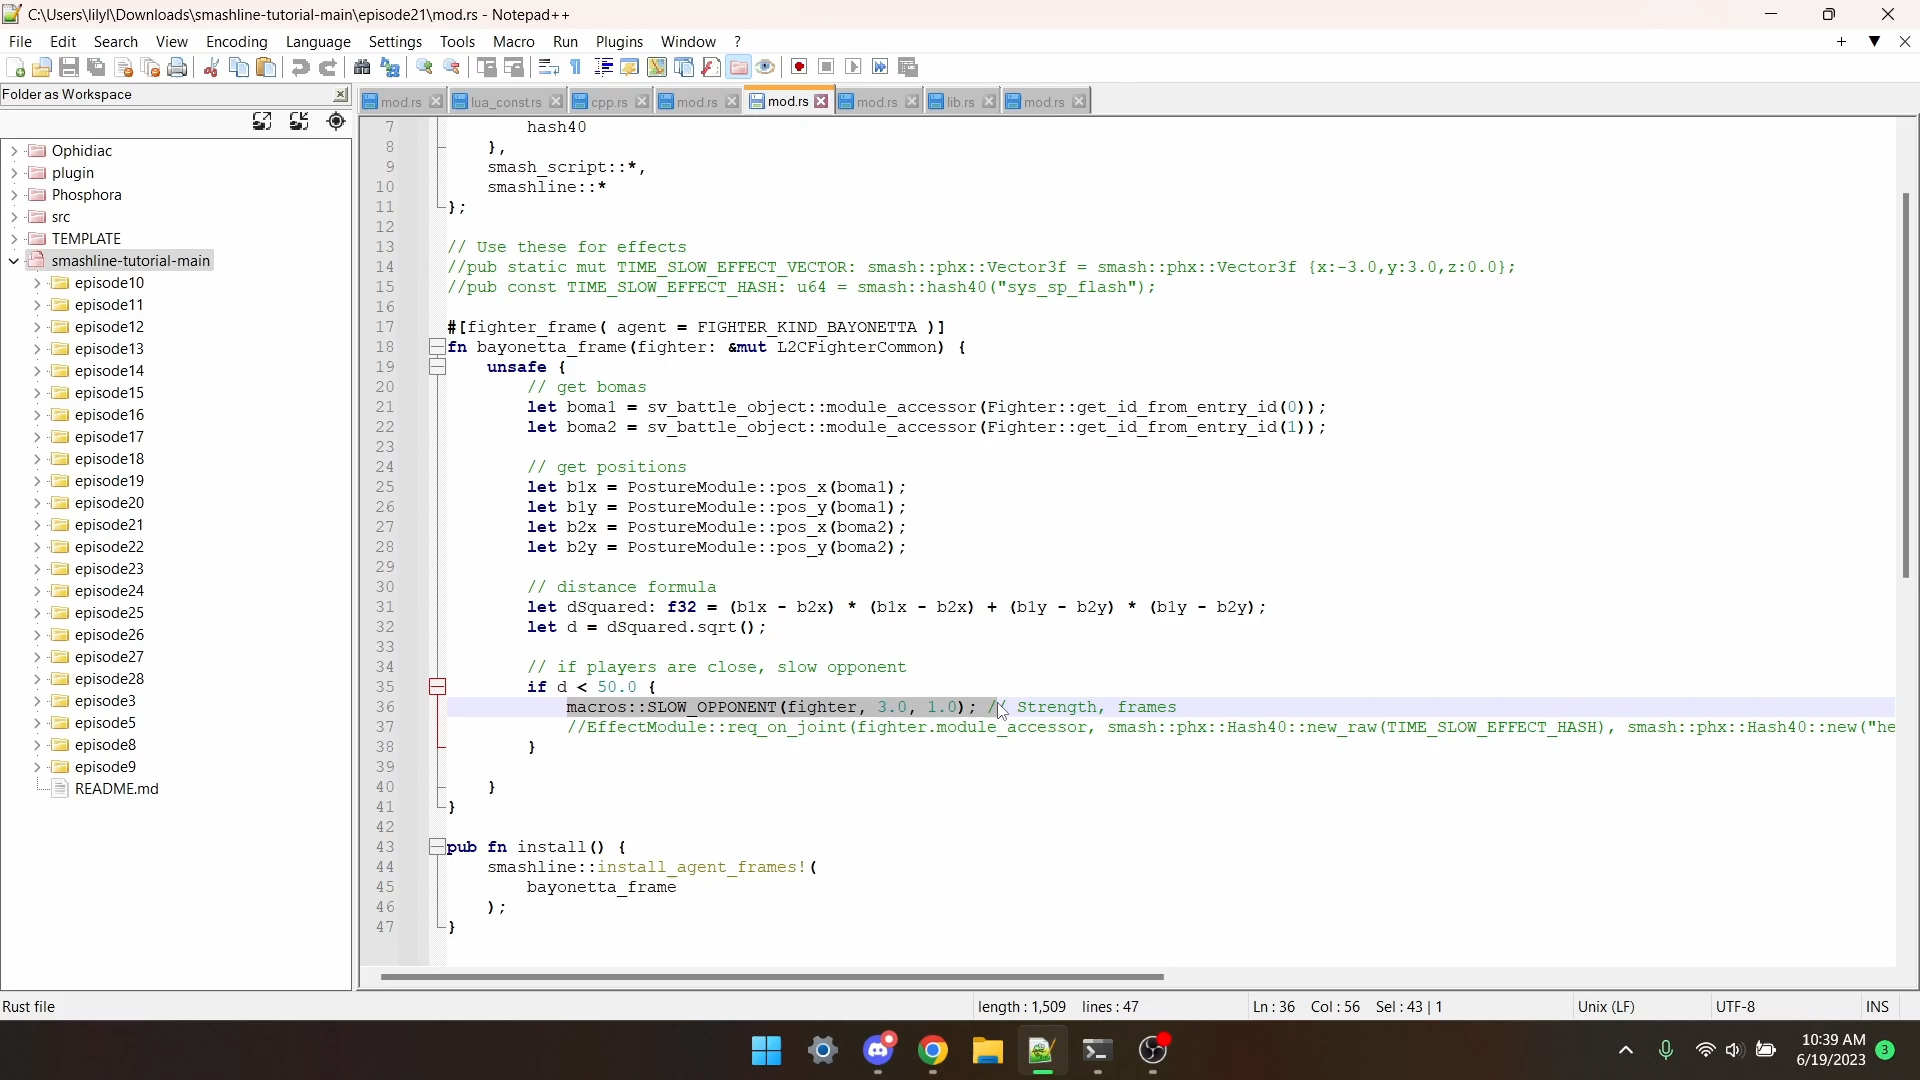 C:\Users\lilyl\Downloads\smashline-tutorial-main\episode21\mod.rs - Notepad++
File Edit Search View Encoding Language Settings Tools Macro Run Plugins Window ?
Folder as Workspace
mod.rs lua_const.rs cpp.rs mod.rs mod.rs mod.rs lib.rs mod.rs
Ophidiac
plugin
Phosphora
src
TEMPLATE
smashline-tutorial-main
episode10
episode11
episode12
episode13
episode14
episode15
episode16
episode17
episode18
episode19
episode20
episode21
episode22
episode23
episode24
episode25
episode26
episode27
episode28
episode3
episode5
episode8
episode9
README.md
7 hash40
8 },
9 smash_script::*,
10 smashline::*
11 };
12
13 // Use these for effects
14 //pub static mut TIME_SLOW_EFFECT_VECTOR: smash::phx::Vector3f = smash::phx::Vector3f {x:-3.0,y:3.0,z:0.0};
15 //pub const TIME_SLOW_EFFECT_HASH: u64 = smash::hash40("sys_sp_flash");
16
17 #[fighter_frame( agent = FIGHTER_KIND_BAYONETTA )]
18 fn bayonetta_frame(fighter: &mut L2CFighterCommon) {
19 unsafe {
20 // get bomas
21 let boma1 = sv_battle_object::module_accessor(Fighter::get_id_from_entry_id(0));
22 let boma2 = sv_battle_object::module_accessor(Fighter::get_id_from_entry_id(1));
23
24 // get positions
25 let b1x = PostureModule::pos_x(boma1);
26 let b1y = PostureModule::pos_y(boma1);
27 let b2x = PostureModule::pos_x(boma2);
28 let b2y = PostureModule::pos_y(boma2);
29
30 // distance formula
31 let dSquared: f32 = (b1x - b2x) * (b1x - b2x) + (b1y - b2y) * (b1y - b2y);
32 let d = dSquared.sqrt();
33
34 // if players are close, slow opponent
35 if d < 50.0 {
36 macros::SLOW_OPPONENT(fighter, 3.0, 1.0); // Strength, frames
37 //EffectModule::req_on_joint(fighter.module_accessor, smash::phx::Hash40::new_raw(TIME_SLOW_EFFECT_HASH), smash::phx::Hash40::new("he
38 }
39
40 }
41 }
42
43 pub fn install() {
44 smashline::install_agent_frames!(
45 bayonetta_frame
46 );
47 }
Rust file length : 1,509 lines : 47 Ln : 36 Col : 56 Sel : 43 | 1 Unix (LF) UTF-8 INS
10:39 AM
6/19/2023 3